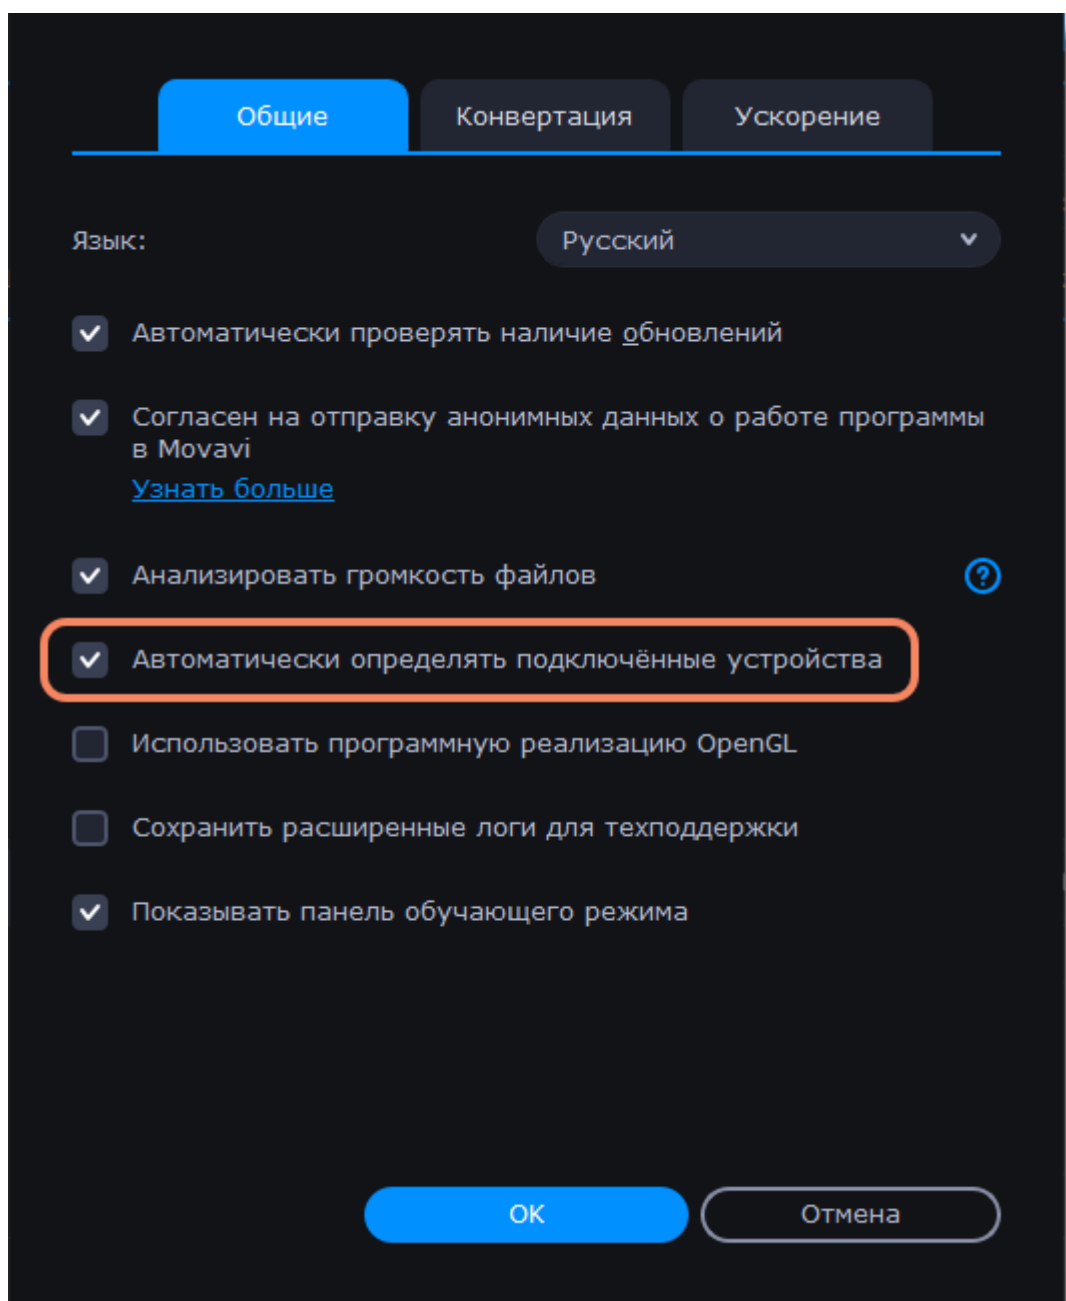 Общие
Конвертация
Ускорение
Язык:
Русский
Автоматически проверять наличие обновлений
Согласен на отправку анонимных данных о работе программы
в Movavi
Узнать больше
Анализировать громкость файлов
?
Автоматически определять подключённые устройства
Использовать программную реализацию OpenGL
Сохранить расширенные логи для техподдержки
Показывать панель обучающего режима
OK
Отмена